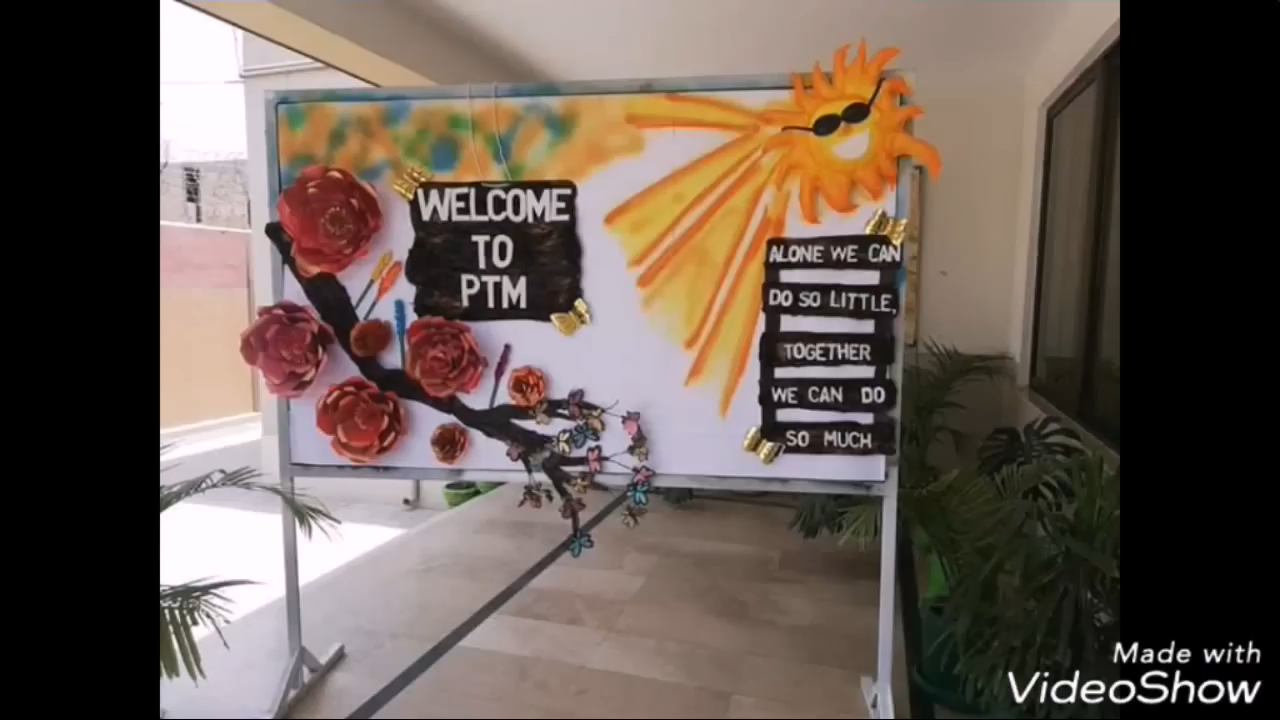 WELCOME
TO
PTM
ALONE WE CAN
DO SO LITTLE,
TOGETHER
WE CAN DO
SO MUCH
Made with
VideoShow